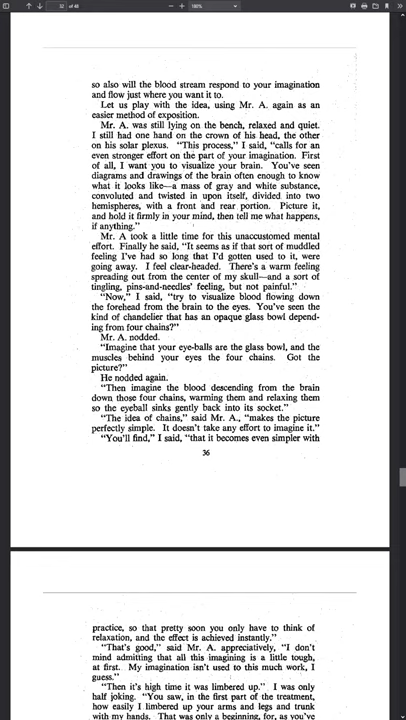 32 of 48
100%
so also will the blood stream respond to your imagination
and flow just where you want it to.
Let us play with the idea, using Mr. A. again as an
easier method of exposition.
Mr. A. was still lying on the bench, relaxed and quiet.
I still had one hand on the crown of his head, the other
on his solar plexus. "This process," I said, "calls for an
even stronger effort on the part of your imagination. First
of all, I want you to visualize your brain. You've seen
diagrams and drawings of the brain often enough to know
what it looks like—a mass of gray and white substance,
convoluted and twisted in upon itself, divided into two
hemispheres, with a front and rear portion. Picture it,
and hold it firmly in your mind, then tell me what happens,
if anything."
Mr. A took a little time for this unaccustomed mental
effort. Finally he said, "It seems as if that sort of muddled
feeling I've had so long that I'd gotten used to it, were
going away. I feel clear-headed. There's a warm feeling
spreading out from the center of my skull—and a sort of
tingling, pins-and-needles' feeling, but not painful."
"Now," I said, "try to visualize blood flowing down
the forehead from the brain to the eyes. You've seen the
kind of chandelier that has an opaque glass bowl depend-
ing from four chains?"
Mr. A. nodded.
"Imagine that your eye-balls are the glass bowl, and the
muscles behind your eyes the four chains. Got the
picture?"
He nodded again.
"Then imagine the blood descending from the brain
down those four chains, warming them and relaxing them
so the eyeball sinks gently back into its socket."
"The idea of chains," said Mr. A., "makes the picture
perfectly simple. It doesn't take any effort to imagine it."
"You'll find," I said, "that it becomes even simpler with
36
practice, so that pretty soon you only have to think of
relaxation, and the effect is achieved instantly."
"That's good," said Mr. A. appreciatively, "I don't
mind admitting that all this imagining is a little tough,
at first. My imagination isn't used to this much work, I
guess."
"Then it's high time it was limbered up." I was only
half joking. "You saw, in the first part of the treatment,
how easily I limbered up your arms and legs and trunk
with my hands. That was only a beginning, for, as you've